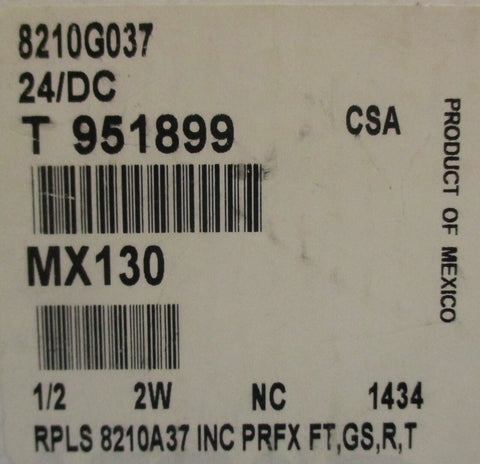 8210G037
24/DC
T 951899
CSA
MX130
1/2 2W NC 1434
RPLS 8210A37 INC PRFX FT,GS,R,T
PRODUCT OF MEXICO